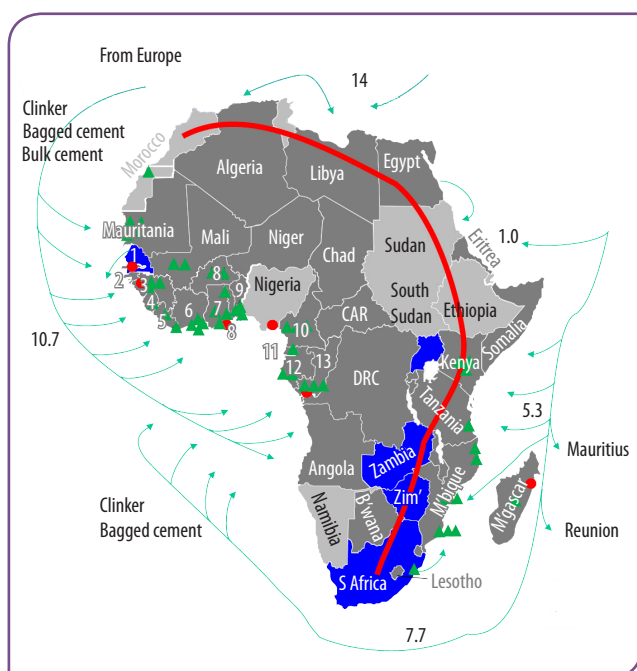 From Europe
14
Clinker
Bagged cement
Bulk cement
Morocco
Algeria
Libya
Egypt
Mauritania
Mali
Niger
Chad
Sudan
Eritrea
1.0
1
2
3
4
5
6
7
8
8
9
Nigeria
South
Sudan
Ethiopia
CAR
Somalia
10
11
12
13
10.7
DRC
Kenya
Tanzania
5.3
Mauritius
Angola
Zambia
Zim'
M'bique
M'gascar
Clinker
Bagged cement
Namibia
B'wana
Reunion
S Africa
Lesotho
7.7